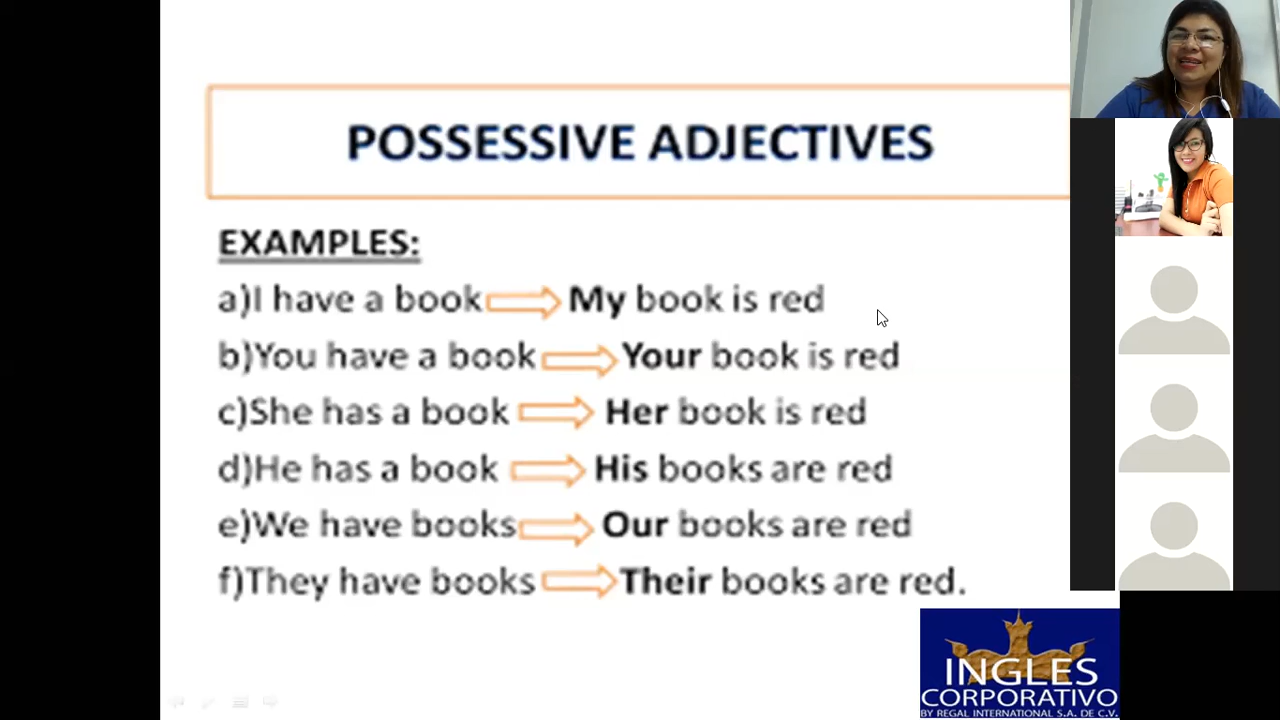 POSSESSIVE ADJECTIVES
EXAMPLES:
a)I have a book My book is red
b)You have a book Your book is red
c)She has a book Her book is red
d)He has a book His books are red
e)We have books Our books are red
f)They have books Their books are red.
INGLES
CORPORATIVO
BY REGAL INTERNATIONAL S.A. DE C.V.